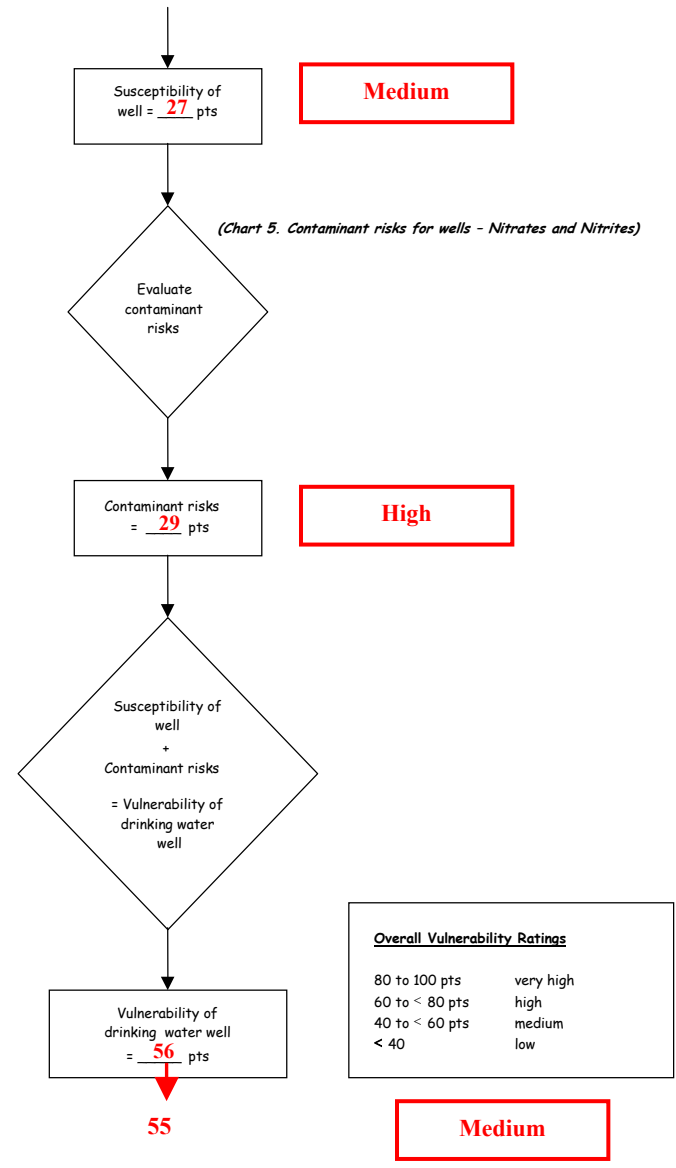 Susceptibility of
well = 27 pts
Medium
(Chart 5. Contaminant risks for wells – Nitrates and Nitrites)
Evaluate
contaminant
risks
Contaminant risks
= 29 pts
High
Susceptibility of
well
+
Contaminant risks
= Vulnerability of
drinking water
well
Overall Vulnerability Ratings
80 to 100 pts very high
60 to < 80 pts high
40 to < 60 pts medium
< 40 low
Vulnerability of
drinking water well
= 56 pts
55
Medium